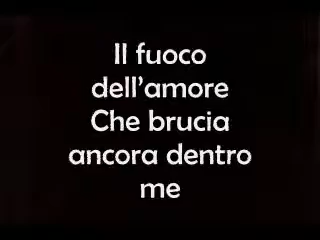 Il fuoco
dell'amore
Che brucia
ancora dentro
me